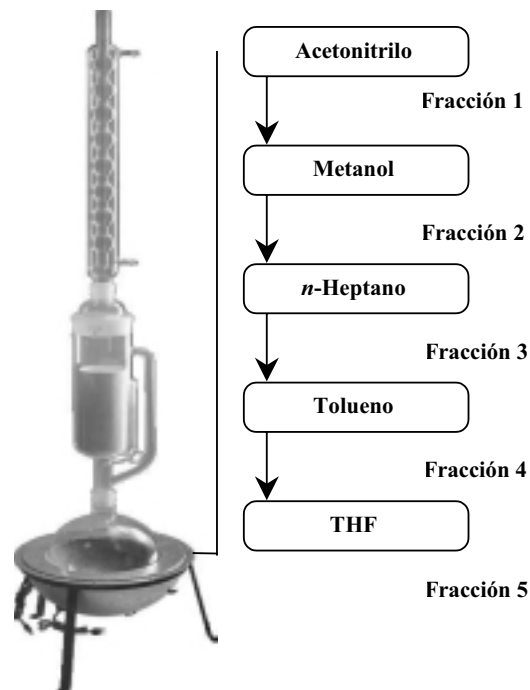 Acetonitrilo
Fracción 1
Metanol
Fracción 2
n-Heptano
Fracción 3
Tolueno
Fracción 4
THF
Fracción 5